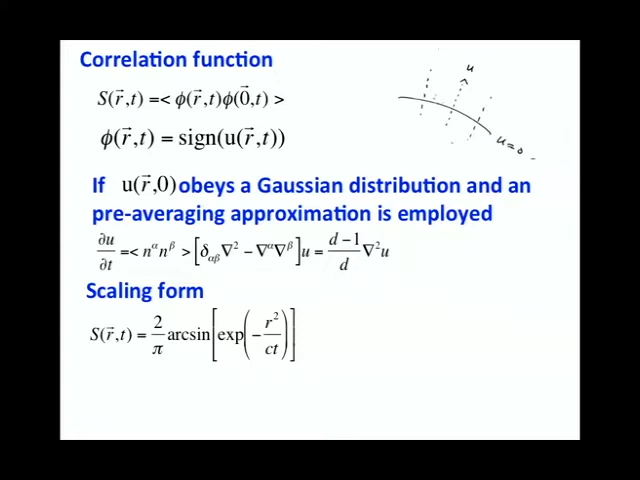 Correlation function
u
S(r⃗,t) =< ϕ(r⃗,t)ϕ(0⃗,t) >
ϕ(r⃗,t) = sign(u(r⃗,t))
u=0
If u(r⃗,0) obeys a Gaussian distribution and an
pre-averaging approximation is employed
∂u/∂t =< n^α n^β >[δ_αβ ∇² − ∇^α∇^β]u = (d−1)/d ∇²u
Scaling form
S(r⃗,t) = 2/π arcsin[exp(−r²/ct)]